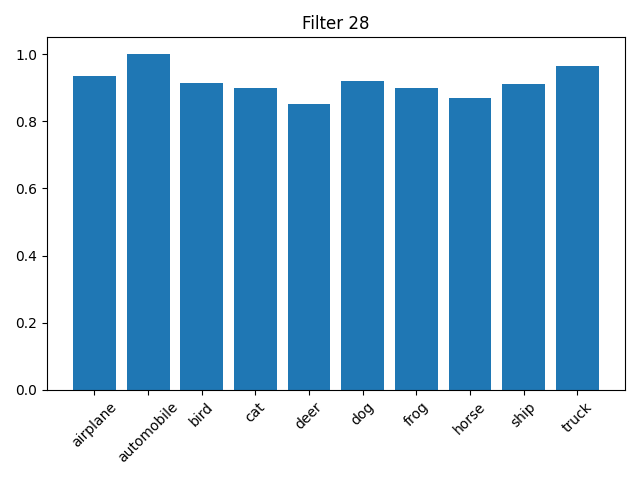 Filter 28
1.0
0.8
0.6
0.4
0.2
0.0
airplane
automobile
bird
cat
deer
dog
frog
horse
ship
truck